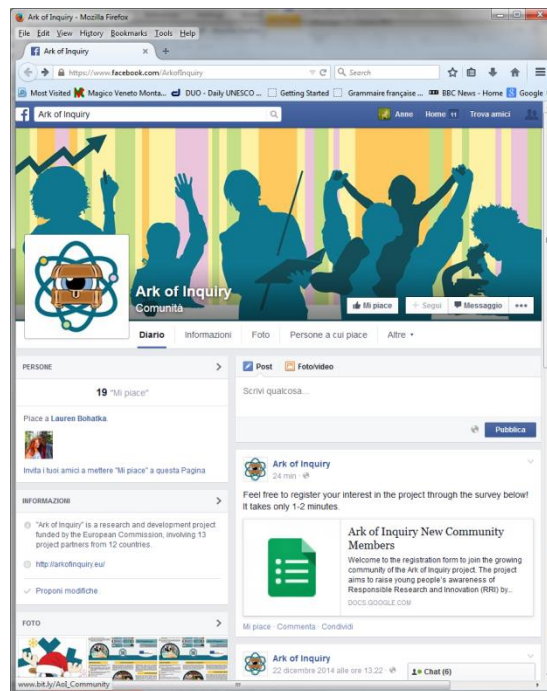 Ark of Inquiry - Mozilla Firefox
File Edit View History Bookmarks Tools Help
Ark of Inquiry × +
https://www.facebook.com/ArkofInquiry
Search
Most Visited Magico Veneto Monta... DUO - Daily UNESCO ... Getting Started Grammaire française ... BBC News - Home Google
Ark of Inquiry
Anne Home 11 Trova amici
Ark of Inquiry
Comunità
Mi piace + Segui Messaggio •••
Diario Informazioni Foto Persone a cui piace Altre
PERSONE
19 "Mi piace"
Piace a Lauren Bohatka.
Invita i tuoi amici a mettere "Mi piace" a questa Pagina
INFORMAZIONI
"Ark of Inquiry" is a research and development project
funded by the European Commission, involving 13
project partners from 12 countries.
http://arkofinquiry.eu/
Proponi modifiche
FOTO
www.bit.ly/AoI_Community
Post Foto/video
Scrivi qualcosa...
Pubblica
Ark of Inquiry
24 min ·
Feel free to register your interest in the project through the survey below!
It takes only 1-2 minutes.
Ark of Inquiry New Community
Members
Welcome to the registration form to join the growing
community of the Ark of Inquiry project. The project
aims to raise young people's awareness of
Responsible Research and Innovation (RRI) by...
DOCS.GOOGLE.COM
Mi piace · Commenta · Condividi
Ark of Inquiry
22 dicembre 2014 alle ore 13.22 ·
Chat (6)